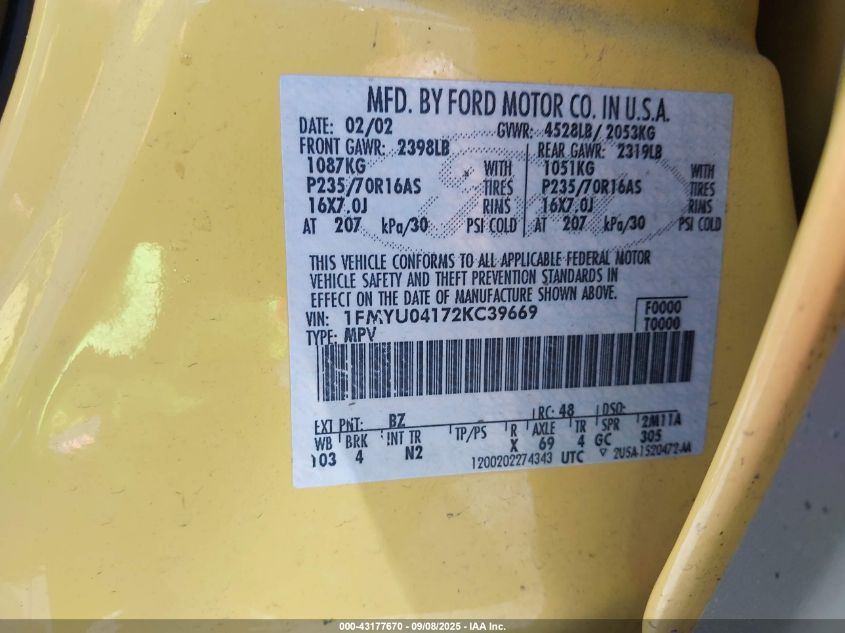 MFD. BY FORD MOTOR CO. IN U.S.A.
DATE: 02/02 GVWR: 4528LB/ 2053KG
FRONT GAWR: 2398LB REAR GAWR: 2319LB
1087KG WITH 1051KG WITH
P235/70R16AS TIRES P235/70R16AS TIRES
16X7.0J RIMS 16X7.0J RIMS
AT 207 kPa/30 PSI COLD AT 207 kPa/30 PSI COLD
THIS VEHICLE CONFORMS TO ALL APPLICABLE FEDERAL MOTOR
VEHICLE SAFETY AND THEFT PREVENTION STANDARDS IN
EFFECT ON THE DATE OF MANUFACTURE SHOWN ABOVE.
VIN: 1FMYU04172KC39669 F0000
TYPE: MPV T0000
EXT PNT: BZ RC: 48 DSO:
WB BRK INT TR TP/PS R AXLE TR SPR 2M11A
103 4 N2 X 69 4 GC 305
1200202274343 UTC 2U5A-1520472-AA
000-43177670 - 09/08/2025 - IAA Inc.